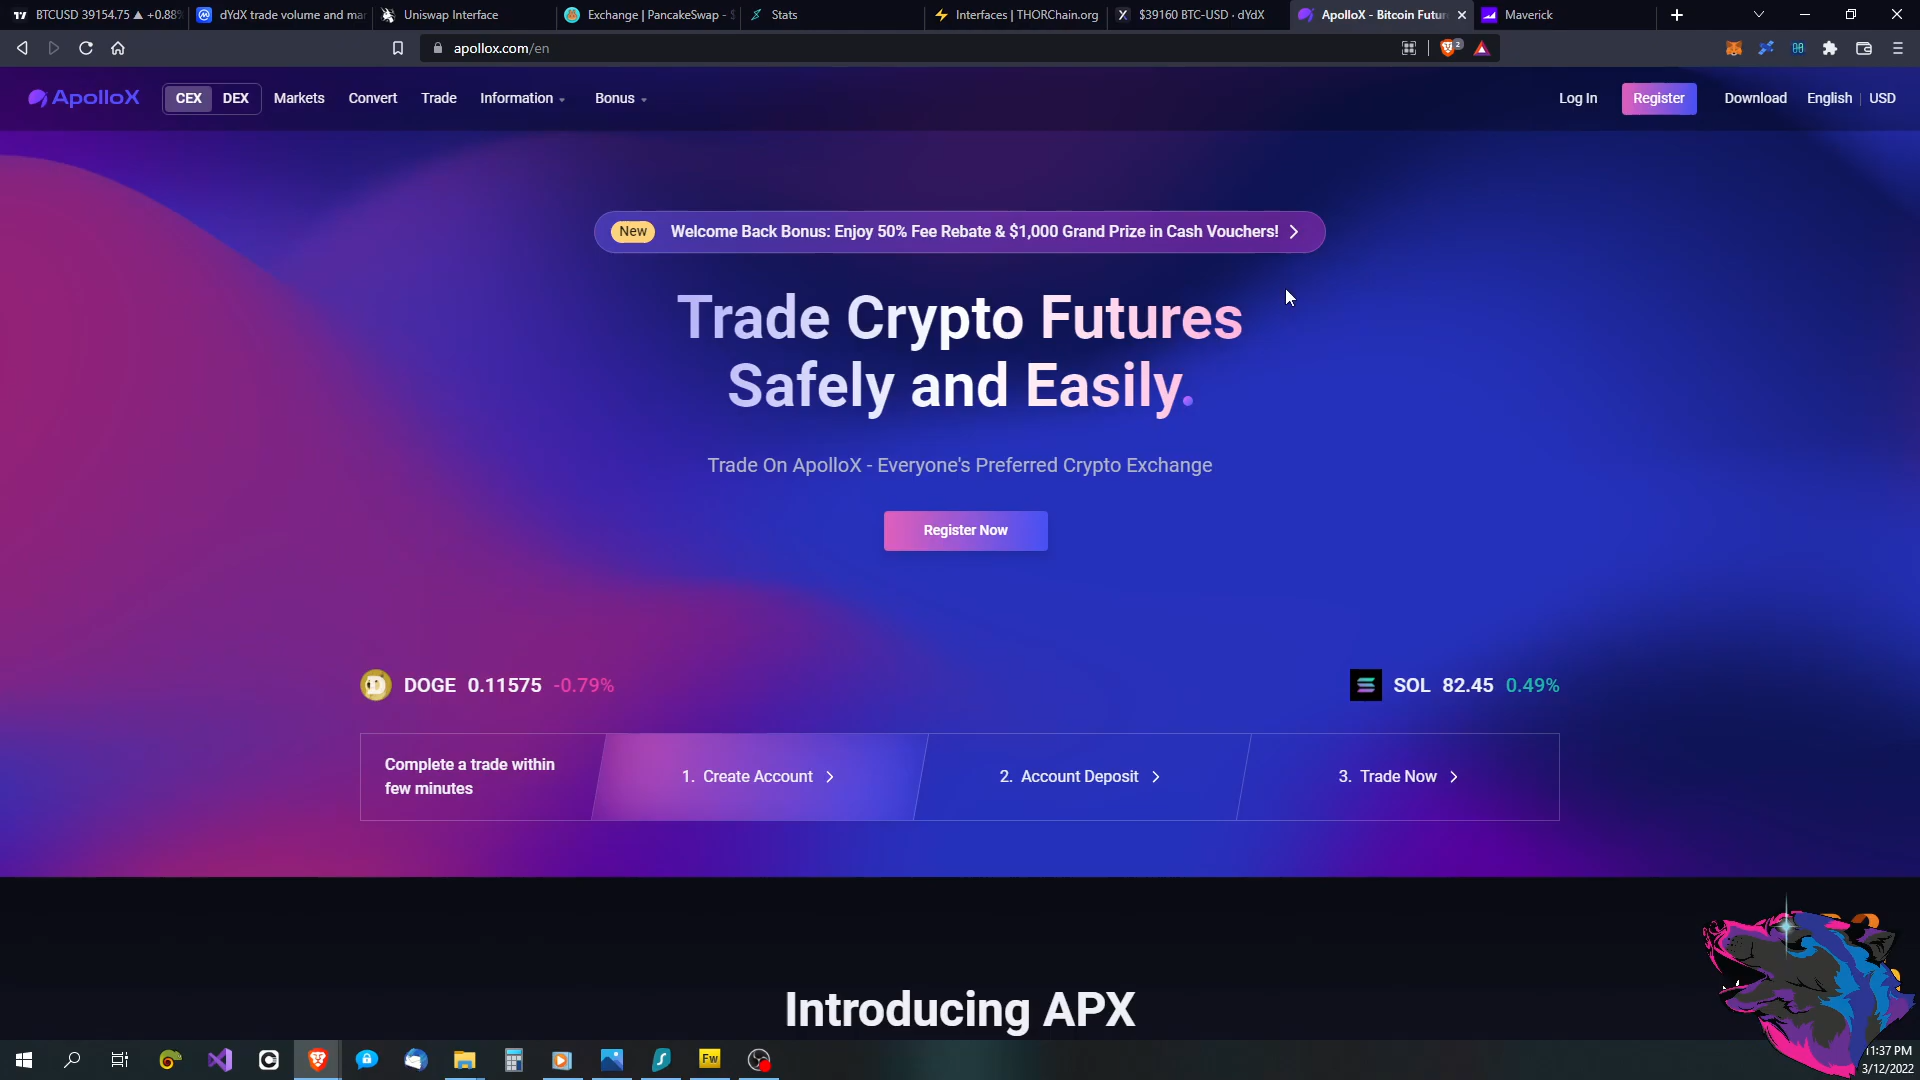 BTCUSD 39154.75 ▲ +0.88%
dYdX trade volume and mar
Uniswap Interface
Exchange | PancakeSwap - $
Stats
Interfaces | THORChain.org
$39160 BTC-USD · dYdX
ApolloX - Bitcoin Futur
Maverick
apollox.com/en
2
ApolloX
CEX DEX Markets Convert Trade Information Bonus
Log In Register Download English USD
New Welcome Back Bonus: Enjoy 50% Fee Rebate & $1,000 Grand Prize in Cash Vouchers!
Trade Crypto Futures
Safely and Easily.
Trade On ApolloX - Everyone's Preferred Crypto Exchange
Register Now
DOGE 0.11575 -0.79%
SOL 82.45 0.49%
Complete a trade within
few minutes
1. Create Account
2. Account Deposit
3. Trade Now
Introducing APX
Fw
11:37 PM
3/12/2022